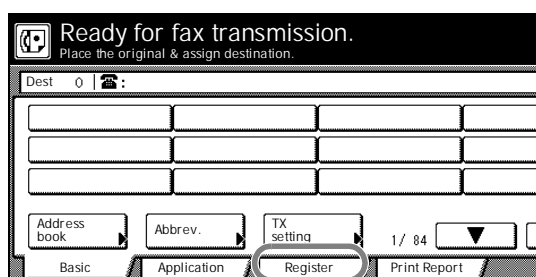 Ready for fax transmission.
Place the original & assign destination.
Dest 0 ☎:
Address
book
Abbrev.
TX
setting
1/ 84
Basic
Application
Register
Print Report